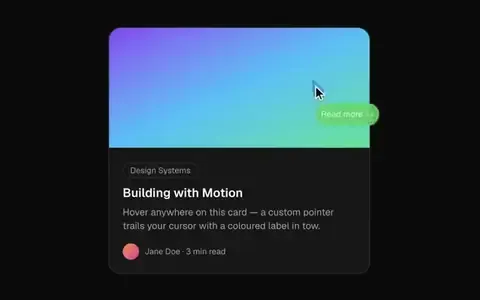 Read more →
Design Systems
Building with Motion
Hover anywhere on this card — a custom pointer
trails your cursor with a coloured label in tow.
Jane Doe · 3 min read